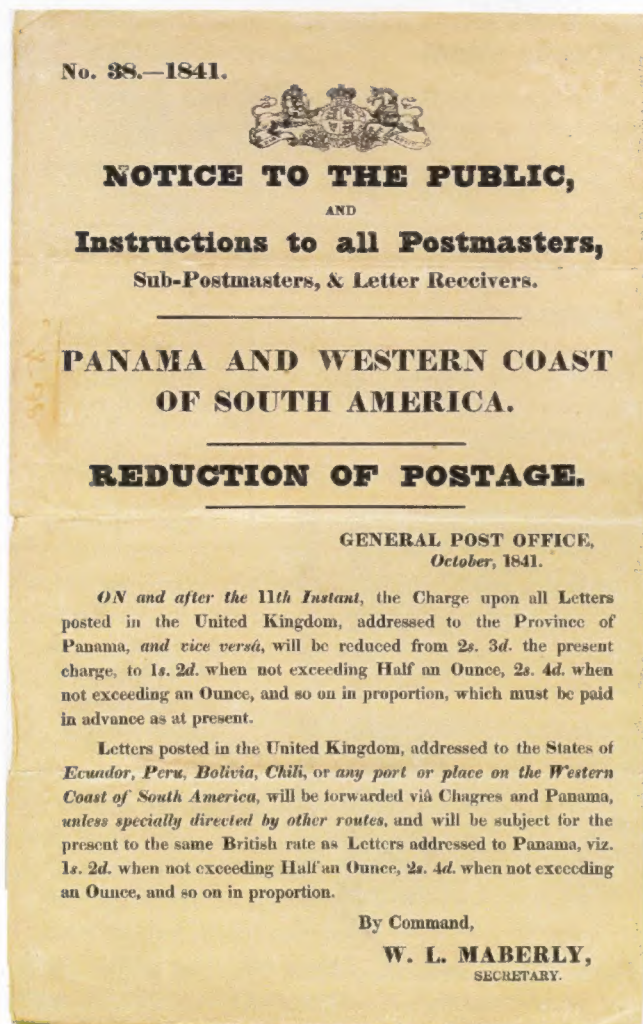 No. 38.—1841.
NOTICE TO THE PUBLIC,
AND
Instructions to all Postmasters,
Sub-Postmasters, & Letter Receivers.
PANAMA AND WESTERN COAST
OF SOUTH AMERICA.
REDUCTION OF POSTAGE.
GENERAL POST OFFICE,
October, 1841.
ON and after the 11th Instant, the Charge upon all Letters
posted in the United Kingdom, addressed to the Province of
Panama, and vice versá, will be reduced from 2s. 3d. the present
charge, to 1s. 2d. when not exceeding Half an Ounce, 2s. 4d. when
not exceeding an Ounce, and so on in proportion, which must be paid
in advance as at present.
Letters posted in the United Kingdom, addressed to the States of
Ecuador, Peru, Bolivia, Chili, or any port or place on the Western
Coast of South America, will be forwarded viâ Chagres and Panama,
unless specially directed by other routes, and will be subject for the
present to the same British rate as Letters addressed to Panama, viz.
1s. 2d. when not exceeding Half an Ounce, 2s. 4d. when not exceeding
an Ounce, and so on in proportion.
By Command,
W. L. MABERLY,
SECRETARY.